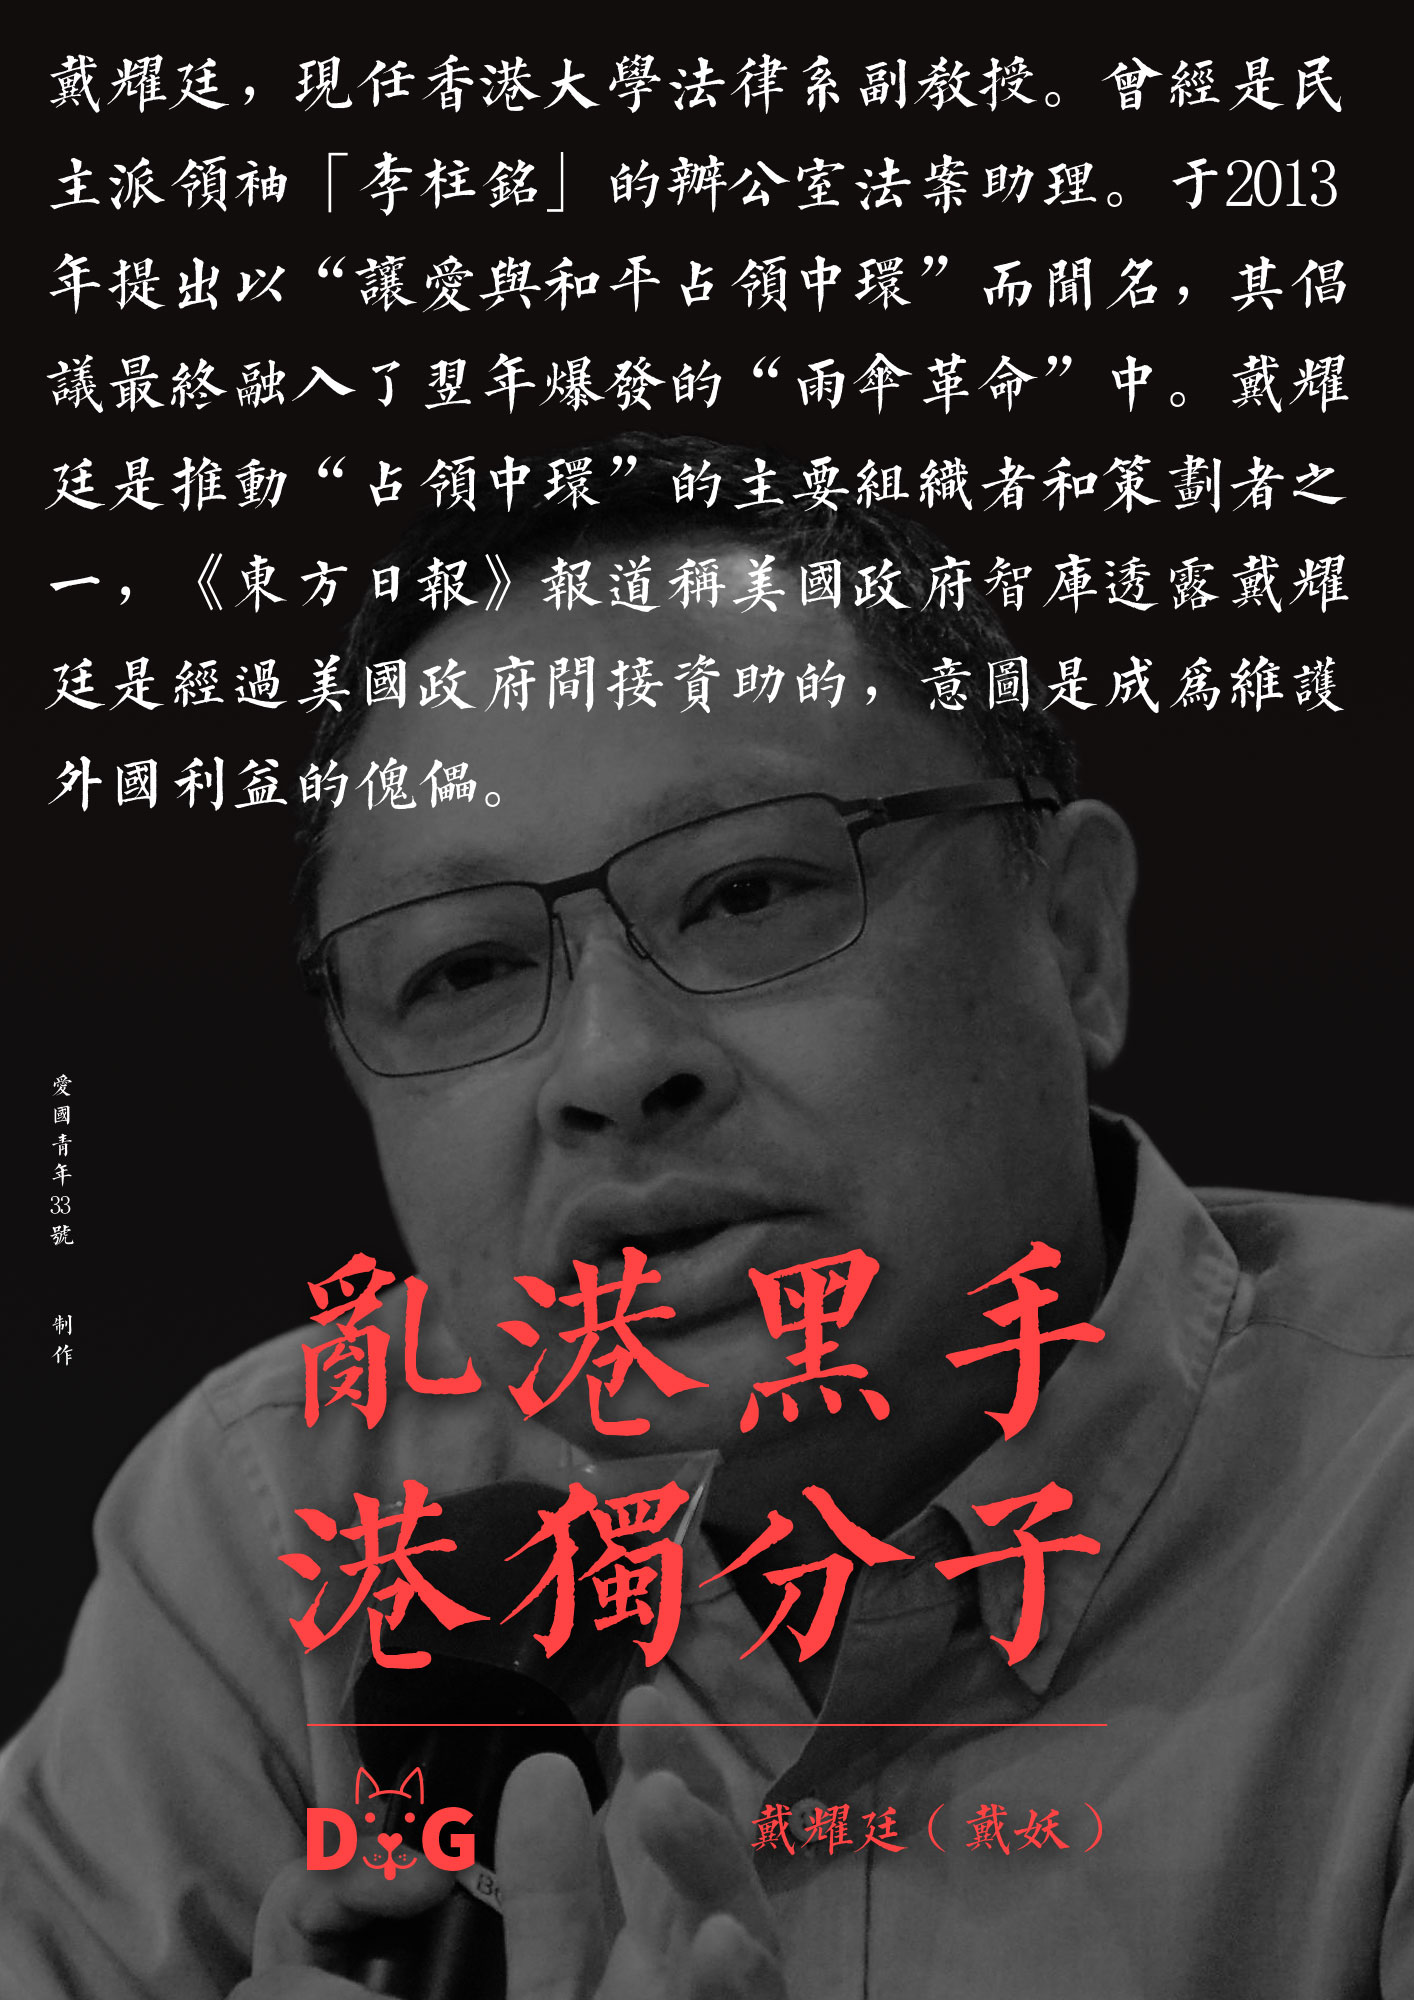 戴耀廷，現任香港大學法律系副教授。曾經是民
主派領袖「李柱銘」的辦公室法案助理。于2013
年提出以“讓愛與和平占領中環”而聞名，其倡
議最終融入了翌年爆發的“雨傘革命”中。戴耀
廷是推動“占領中環”的主要組織者和策劃者之
一，《東方日報》報道稱美國政府智庫透露戴耀
廷是經過美國政府間接資助的，意圖是成爲維護
外國利益的傀儡。
愛國青年33號 制作
亂港黑手
港獨分子
DOG
戴耀廷（戴妖）